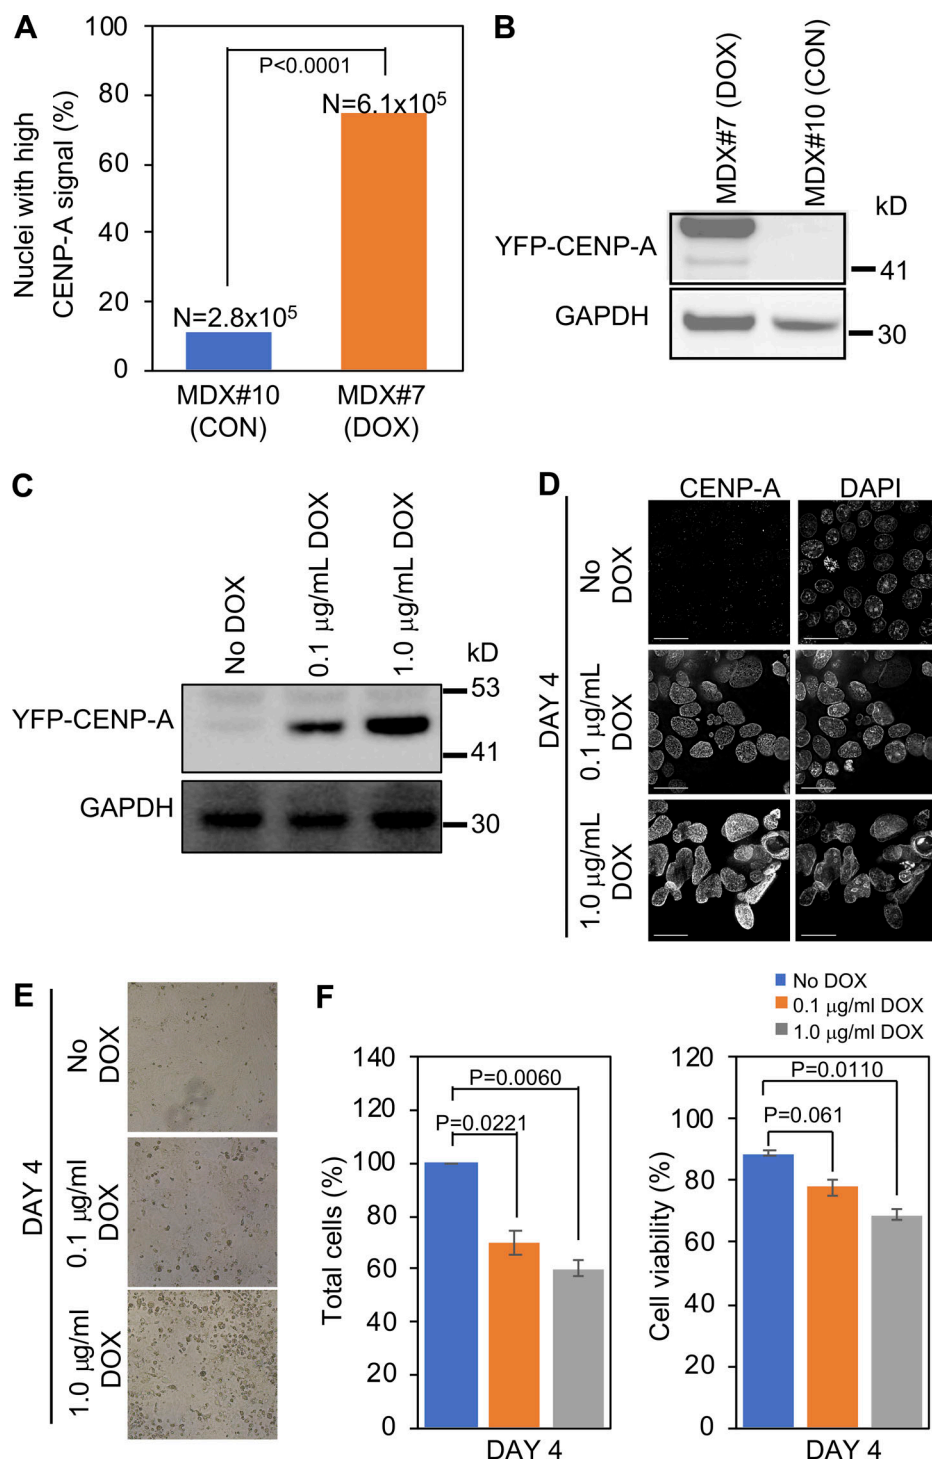 A
Nuclei with high
CENP-A signal (%)
100
80
60
40
20
0
P<0.0001
N=6.1x10⁵
N=2.8x10⁵
MDX#10
(CON)
MDX#7
(DOX)
B
MDX#7 (DOX)
MDX#10 (CON)
kD
YFP-CENP-A
41
GAPDH
30
C
No DOX
0.1 µg/mL DOX
1.0 µg/mL DOX
kD
53
YFP-CENP-A
41
GAPDH
30
D
CENP-A
DAPI
DAY 4
No
DOX
0.1 µg/mL
DOX
1.0 µg/mL
DOX
E
DAY 4
No
DOX
0.1 µg/ml
DOX
1.0 µg/ml
DOX
F
No DOX
0.1 µg/ml DOX
1.0 µg/ml DOX
Total cells (%)
140
120
100
80
60
40
20
0
P=0.0060
P=0.0221
DAY 4
Cell viability (%)
120
100
80
60
40
20
0
P=0.0110
P=0.061
DAY 4